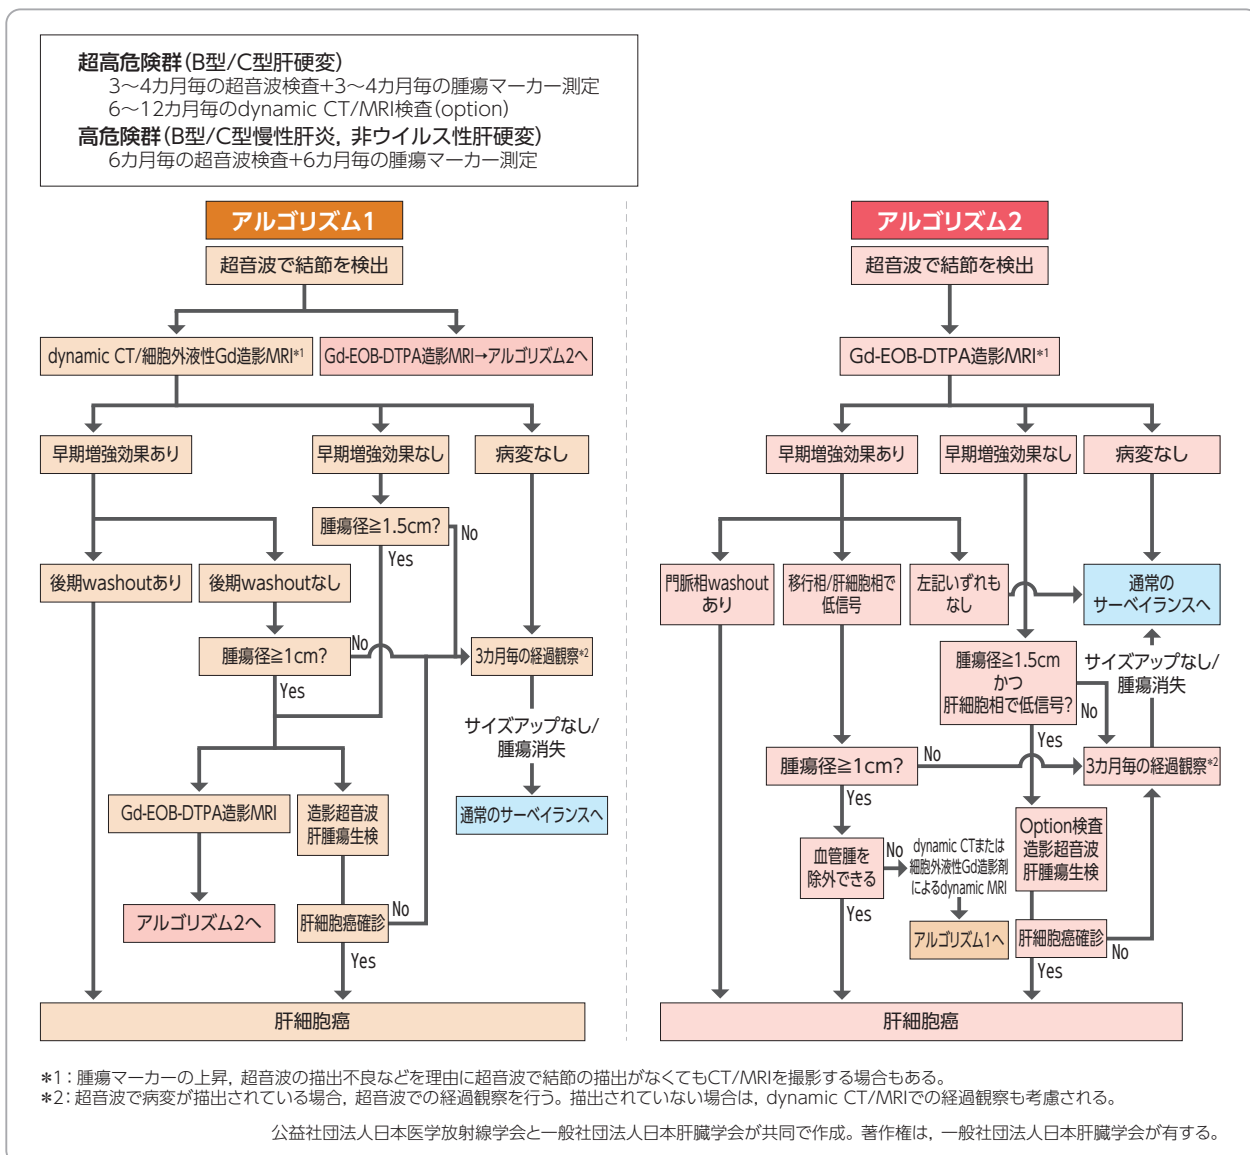 超高危険群(B型/C型肝硬変)
3〜4カ月毎の超音波検査+3〜4カ月毎の腫瘍マーカー測定
6〜12カ月毎のdynamic CT/MRI検査(option)
高危険群(B型/C型慢性肝炎, 非ウイルス性肝硬変)
6カ月毎の超音波検査+6カ月毎の腫瘍マーカー測定
アルゴリズム1
超音波で結節を検出
dynamic CT/細胞外液性Gd造影MRI*1
Gd-EOB-DTPA造影MRI→アルゴリズム2へ
早期増強効果あり
早期増強効果なし
病変なし
腫瘍径≧1.5cm?
No
Yes
後期washoutあり
後期washoutなし
腫瘍径≧1cm?
No
3カ月毎の経過観察*2
Yes
サイズアップなし/
腫瘍消失
Gd-EOB-DTPA造影MRI
造影超音波
肝腫瘍生検
通常のサーベイランスへ
アルゴリズム2へ
肝細胞癌確診
No
Yes
肝細胞癌
アルゴリズム2
超音波で結節を検出
Gd-EOB-DTPA造影MRI*1
早期増強効果あり
早期増強効果なし
病変なし
門脈相washout
あり
移行相/肝細胞相で
低信号
左記いずれも
なし
通常の
サーベイランスへ
腫瘍径≧1.5cm
かつ
肝細胞相で低信号?
サイズアップなし/
腫瘍消失
No
Yes
腫瘍径≧1cm?
No
3カ月毎の経過観察*2
Yes
血管腫を
除外できる
No
dynamic CTまたは
細胞外液性Gd造影剤
によるdynamic MRI
Option検査
造影超音波
肝腫瘍生検
Yes
アルゴリズム1へ
肝細胞癌確診
No
Yes
肝細胞癌
*1：腫瘍マーカーの上昇, 超音波の描出不良などを理由に超音波で結節の描出がなくてもCT/MRIを撮影する場合もある。
*2：超音波で病変が描出されている場合, 超音波での経過観察を行う。描出されていない場合は, dynamic CT/MRIでの経過観察も考慮される。
公益社団法人日本医学放射線学会と一般社団法人日本肝臓学会が共同で作成。著作権は, 一般社団法人日本肝臓学会が有する。